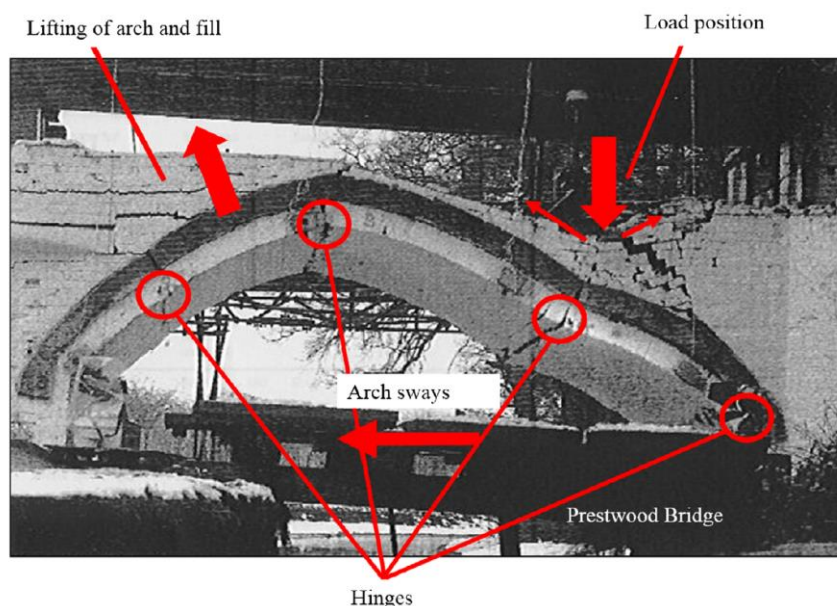 Lifting of arch and fill
Load position
Arch sways
Prestwood Bridge
Hinges